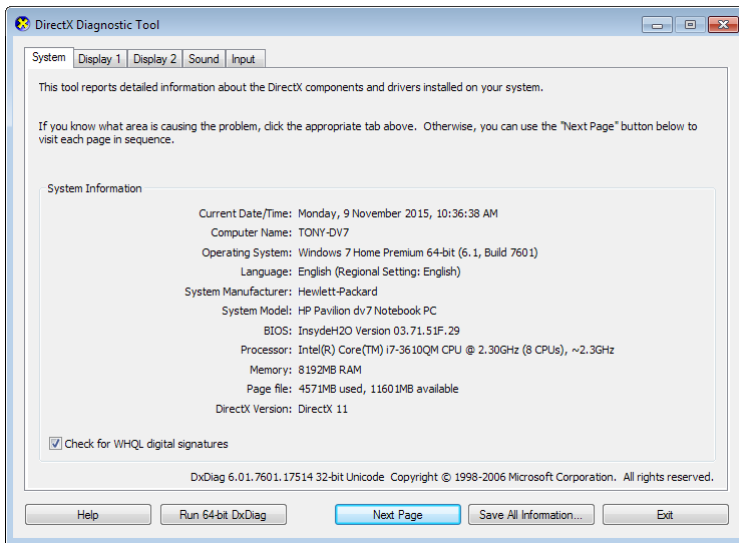 DirectX Diagnostic Tool
System Display 1 Display 2 Sound Input
This tool reports detailed information about the DirectX components and drivers installed on your system.
If you know what area is causing the problem, click the appropriate tab above.  Otherwise, you can use the "Next Page" button below to
visit each page in sequence.
System Information
Current Date/Time: Monday, 9 November 2015, 10:36:38 AM
Computer Name: TONY-DV7
Operating System: Windows 7 Home Premium 64-bit (6.1, Build 7601)
Language: English (Regional Setting: English)
System Manufacturer: Hewlett-Packard
System Model: HP Pavilion dv7 Notebook PC
BIOS: InsydeH2O Version 03.71.51F.29
Processor: Intel(R) Core(TM) i7-3610QM CPU @ 2.30GHz (8 CPUs), ~2.3GHz
Memory: 8192MB RAM
Page file: 4571MB used, 11601MB available
DirectX Version: DirectX 11
Check for WHQL digital signatures
DxDiag 6.01.7601.17514 32-bit Unicode  Copyright © 1998-2006 Microsoft Corporation.  All rights reserved.
Help Run 64-bit DxDiag Next Page Save All Information... Exit